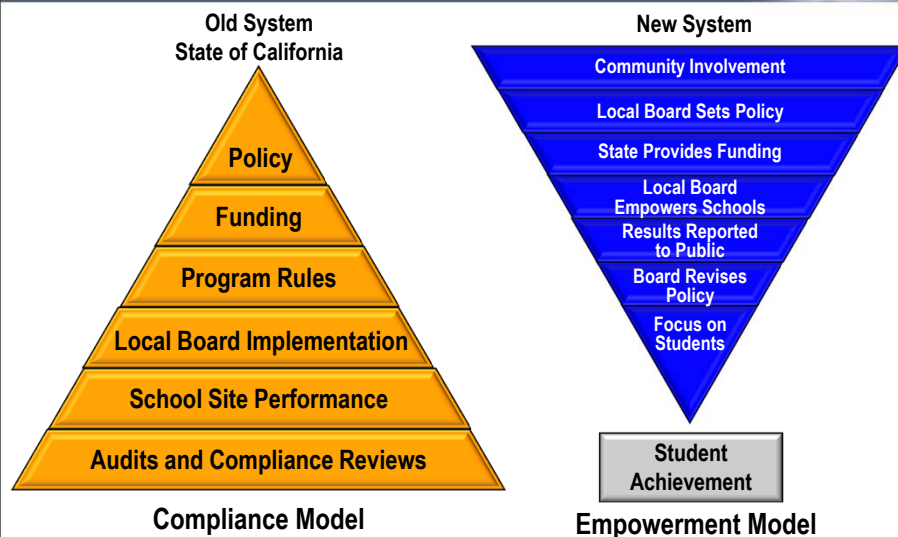 Old System
State of California
Policy
Funding
Program Rules
Local Board Implementation
School Site Performance
Audits and Compliance Reviews
Compliance Model
New System
Community Involvement
Local Board Sets Policy
State Provides Funding
Local Board
Empowers Schools
Results Reported
to Public
Board Revises
Policy
Focus on
Students
Student
Achievement
Empowerment Model